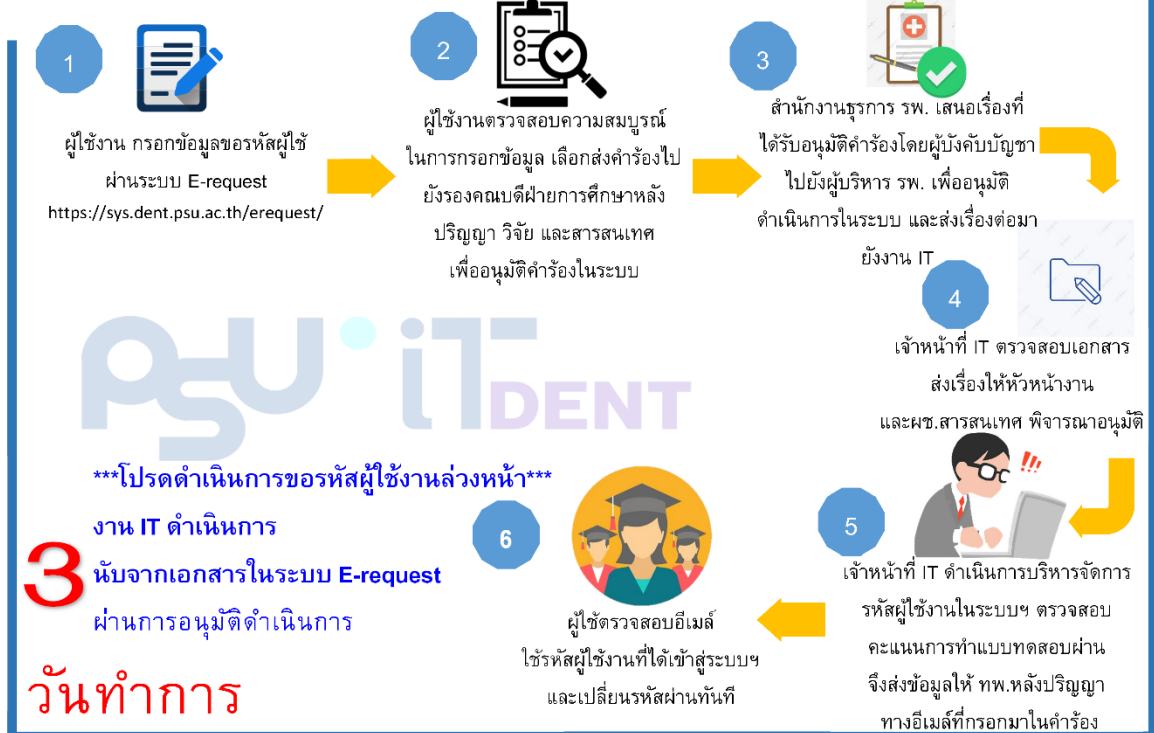 1
ผู้ใช้งาน กรอกข้อมูลขอรหัสผู้ใช้
ผ่านระบบ E-request
https://sys.dent.psu.ac.th/erequest/
2
ผู้ใช้งานตรวจสอบความสมบูรณ์
ในการกรอกข้อมูล เลือกส่งคำร้องไป
ยังรองคณบดีฝ่ายการศึกษาหลัง
ปริญญา วิจัย และสารสนเทศ
เพื่ออนุมัติคำร้องในระบบ
3
สำนักงานธุรการ รพ. เสนอเรื่องที่
ได้รับอนุมัติคำร้องโดยผู้บังคับบัญชา
ไปยังผู้บริหาร รพ. เพื่ออนุมัติ
ดำเนินการในระบบ และส่งเรื่องต่อมา
ยังงาน IT
4
เจ้าหน้าที่ IT ตรวจสอบเอกสาร
ส่งเรื่องให้หัวหน้างาน
และผช.สารสนเทศ พิจารณาอนุมัติ
5
เจ้าหน้าที่ IT ดำเนินการบริหารจัดการ
รหัสผู้ใช้งานในระบบฯ ตรวจสอบ
คะแนนการทำแบบทดสอบผ่าน
จึงส่งข้อมูลให้ ทพ.หลังปริญญา
ทางอีเมล์ที่กรอกมาในคำร้อง
6
ผู้ใช้ตรวจสอบอีเมล์
ใช้รหัสผู้ใช้งานที่ได้เข้าสู่ระบบฯ
และเปลี่ยนรหัสผ่านทันที
PSU iT
DENT
***โปรดดำเนินการขอรหัสผู้ใช้งานล่วงหน้า***
งาน IT ดำเนินการ
3
นับจากเอกสารในระบบ E-request
ผ่านการอนุมัติดำเนินการ
วันทำการ